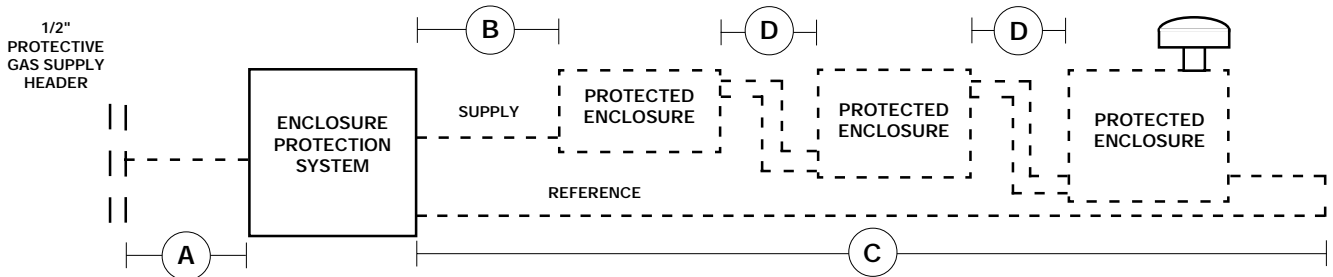 1/2"
PROTECTIVE
GAS SUPPLY
HEADER
B
D
D
ENCLOSURE
PROTECTION
SYSTEM
SUPPLY
PROTECTED
ENCLOSURE
PROTECTED
ENCLOSURE
PROTECTED
ENCLOSURE
REFERENCE
A
C